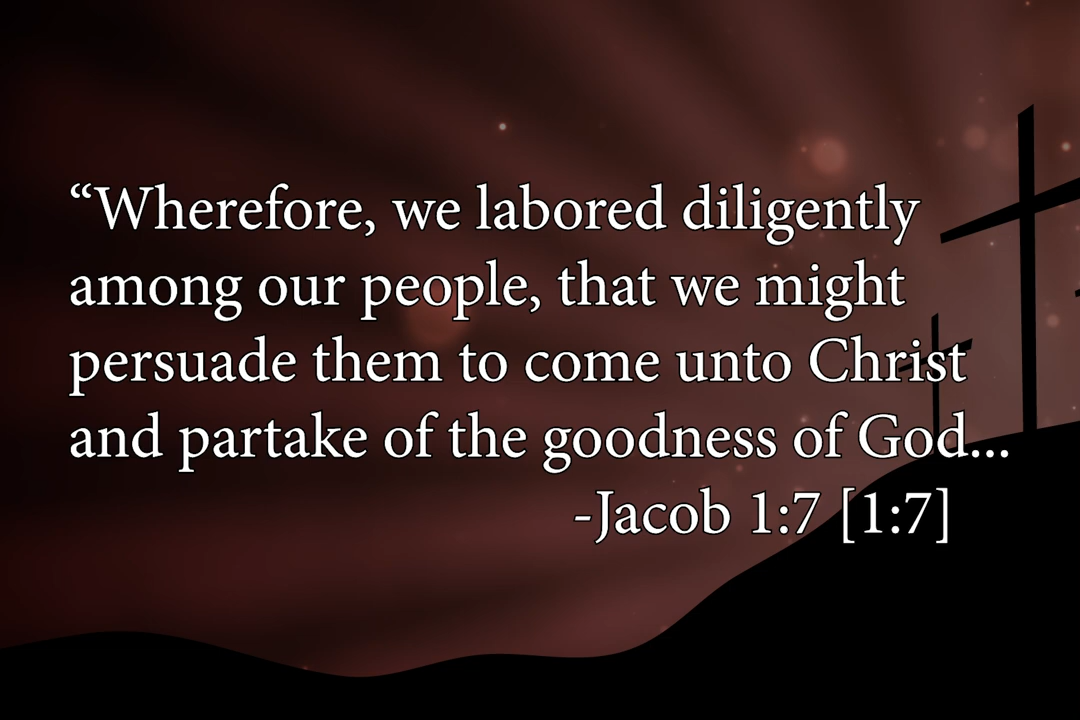 “Wherefore, we labored diligently
among our people, that we might
persuade them to come unto Christ
and partake of the goodness of God...
-Jacob 1:7 [1:7]